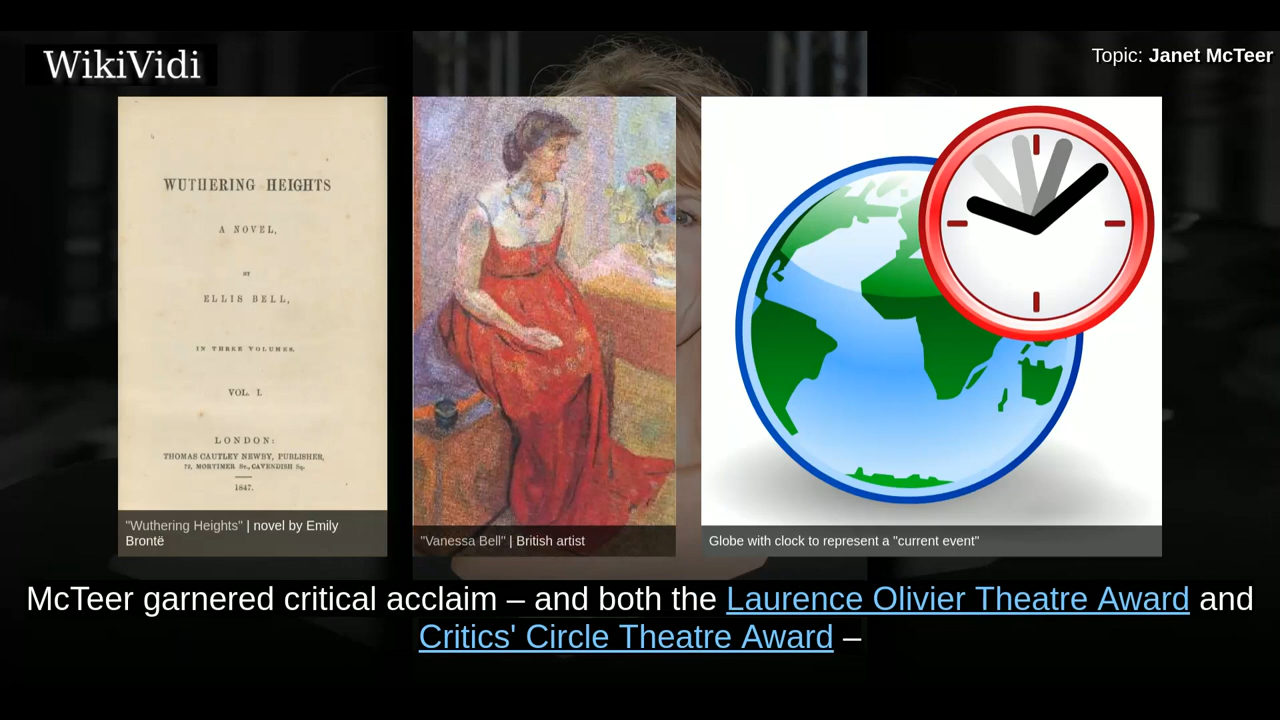 WikiVidi
Topic: Janet McTeer
WUTHERING HEIGHTS
A NOVEL,
BY
ELLIS BELL,
IN THREE VOLUMES.
VOL. I.
LONDON:
THOMAS CAUTLEY NEWBY, PUBLISHER,
72, MORTIMER St., CAVENDISH Sq.
1847.
"Wuthering Heights" | novel by Emily
Brontë
"Vanessa Bell" | British artist
Globe with clock to represent a "current event"
McTeer garnered critical acclaim – and both the Laurence Olivier Theatre Award and
Critics' Circle Theatre Award –